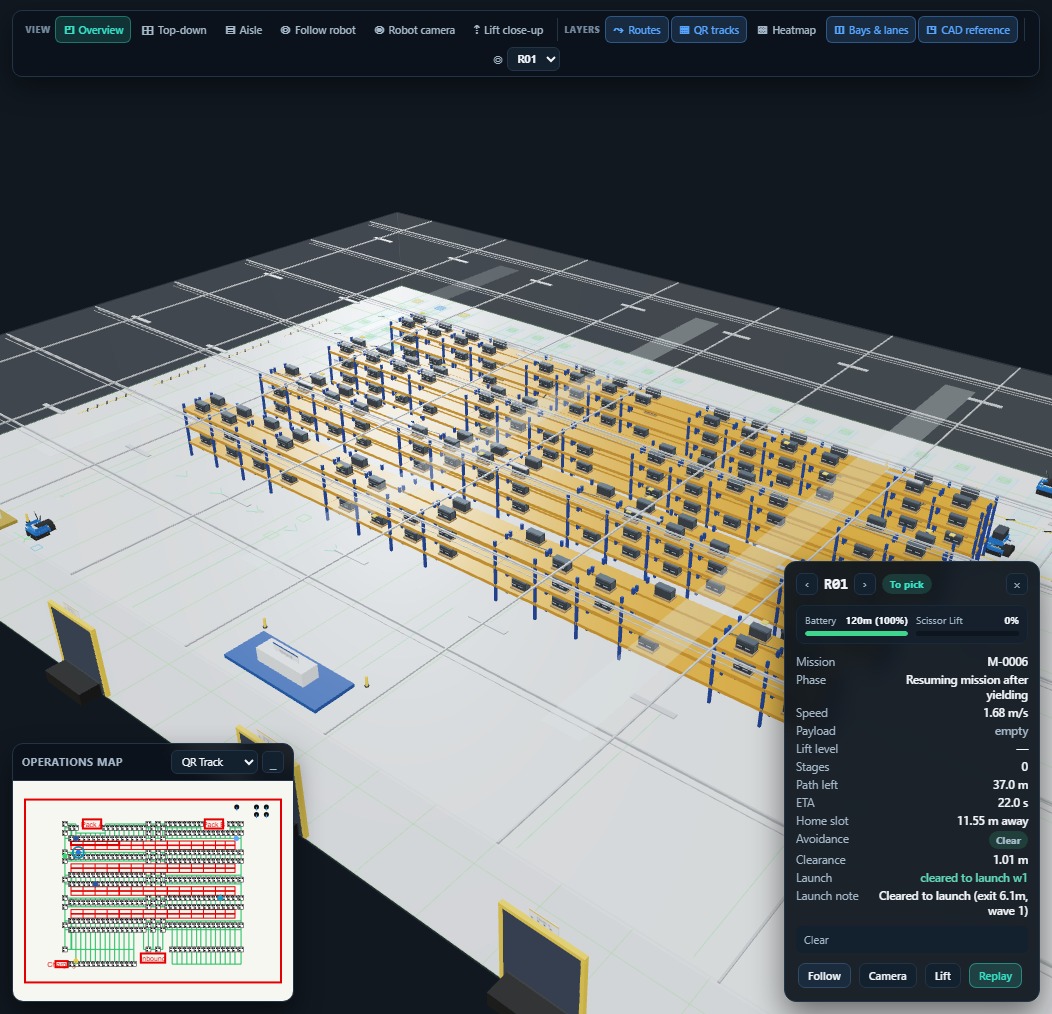 VIEW Overview Top-down Aisle Follow robot Robot camera Lift close-up LAYERS Routes QR tracks Heatmap Bays & lanes CAD reference
R01
R01 To pick
Battery 120m (100%) Scissor Lift 0%
Mission M-0006
Phase Resuming mission after
yielding
Speed 1.68 m/s
Payload empty
Lift level —
Stages 0
Path left 37.0 m
ETA 22.0 s
Home slot 11.55 m away
Avoidance Clear
Clearance 1.01 m
Launch cleared to launch w1
Launch note Cleared to launch (exit 6.1m,
wave 1)
Clear
Follow Camera Lift Replay
OPERATIONS MAP QR Track